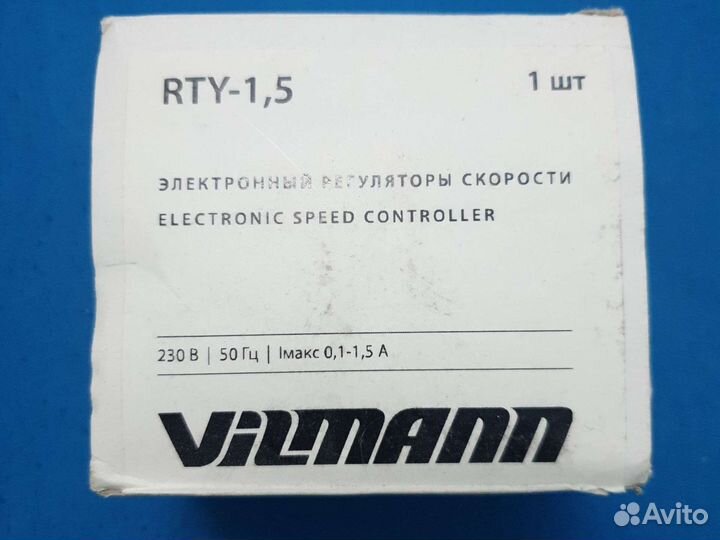 RTY-1,5
1 шт
ЭЛЕКТРОННЫЙ РЕГУЛЯТОРЫ СКОРОСТИ
ELECTRONIC SPEED CONTROLLER
230 В | 50 Гц | Iмакс 0,1-1,5 А
VILMANN
Avito